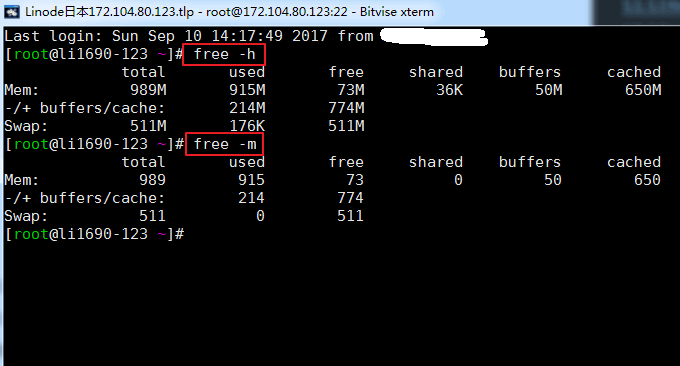 Linode日本172.104.80.123.tlp - root@172.104.80.123:22 - Bitvise xterm
Last login: Sun Sep 10 14:17:49 2017 from
[root@li1690-123 ~]# free -h
total used free shared buffers cached
Mem: 989M 915M 73M 36K 50M 650M
-/+ buffers/cache: 214M 774M
Swap: 511M 176K 511M
[root@li1690-123 ~]# free -m
total used free shared buffers cached
Mem: 989 915 73 0 50 650
-/+ buffers/cache: 214 774
Swap: 511 0 511
[root@li1690-123 ~]#